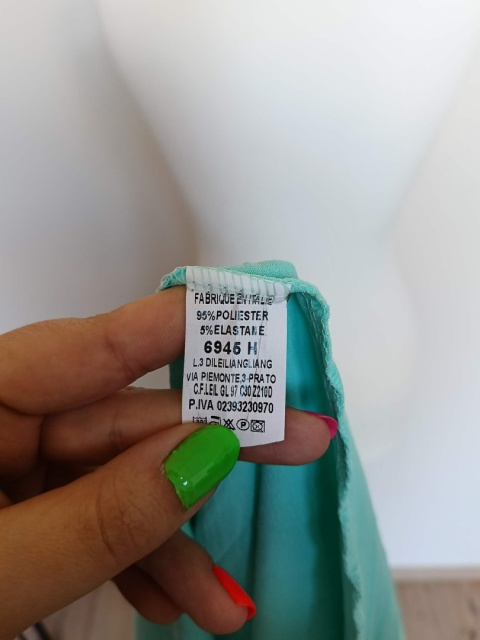 FABRIQUE EN ITALIE
95%POLIESTER
5%ELASTANE
6945 H
L.3 DILEILIANGLIANG
VIA PIEMONTE,3-PRATO
P.IVA 02393230970